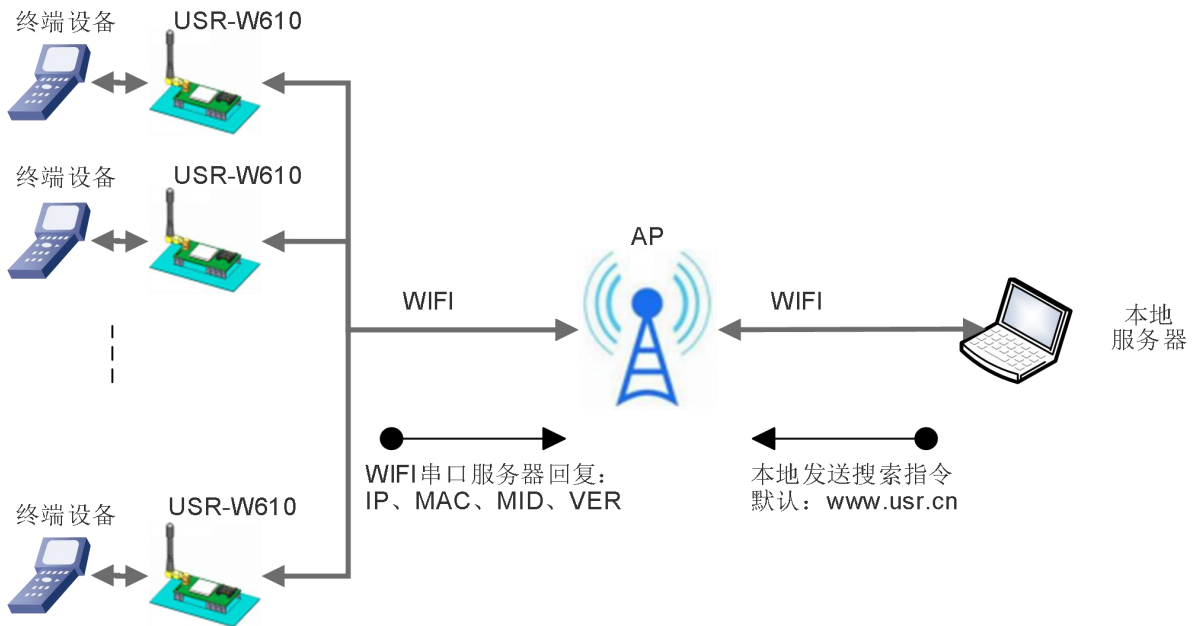 终端设备
USR-W610
终端设备
USR-W610
AP
WIFI
WIFI
本地
服务器
WIFI串口服务器回复：
IP、MAC、MID、VER
本地发送搜索指令
默认：www.usr.cn
终端设备
USR-W610